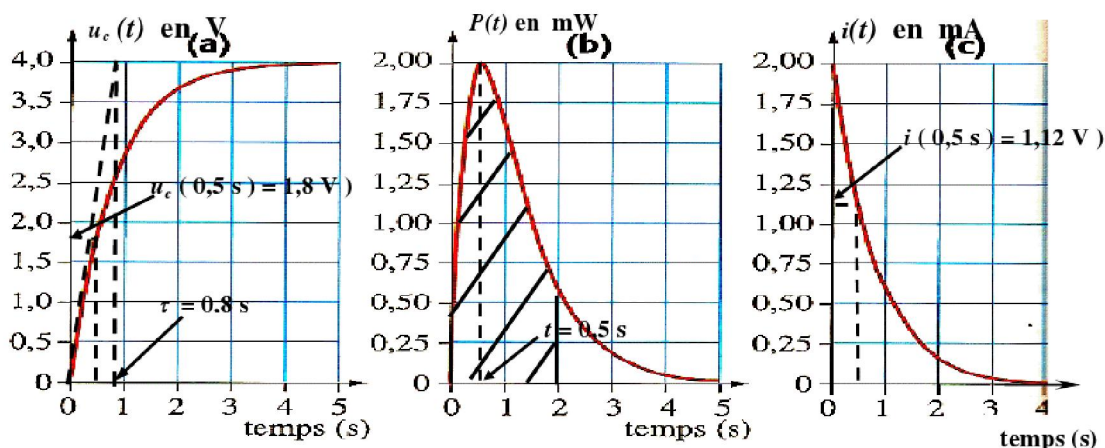 u_c (t) en V
(a)
4,0
3,5
3,0
2,5
2.0
1,5
1,0
0,5
0
0 1 2 3 4 5
temps (s)
u_c ( 0,5 s ) = 1,8 V )
τ = 0.8 s
P(t) en mW
(b)
2,00
1,75
1,50
1,25
1,00
0,75
0,50
0,25
0
0 1 2 3 4 5
temps (s)
t = 0.5 s
i(t) en mA
(c)
2,00
1,75
1,50
1,25
1,00
0,75
0,50
0,25
0
0 1 2 3 4
temps (s)
i ( 0,5 s ) = 1,12 V )